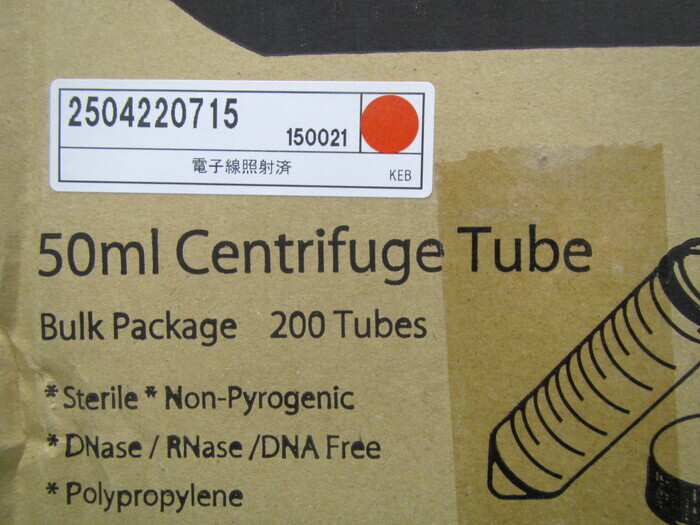 2504220715
150021
電子線照射済
KEB
50ml Centrifuge Tube
Bulk Package 200 Tubes
*Sterile * Non-Pyrogenic
*DNase / RNase /DNA Free
*Polypropylene